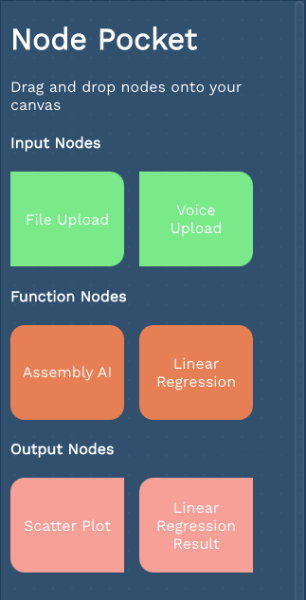 Node Pocket
Drag and drop nodes onto your
canvas
Input Nodes
File Upload
Voice
Upload
Function Nodes
Assembly AI
Linear
Regression
Output Nodes
Scatter Plot
Linear
Regression
Result